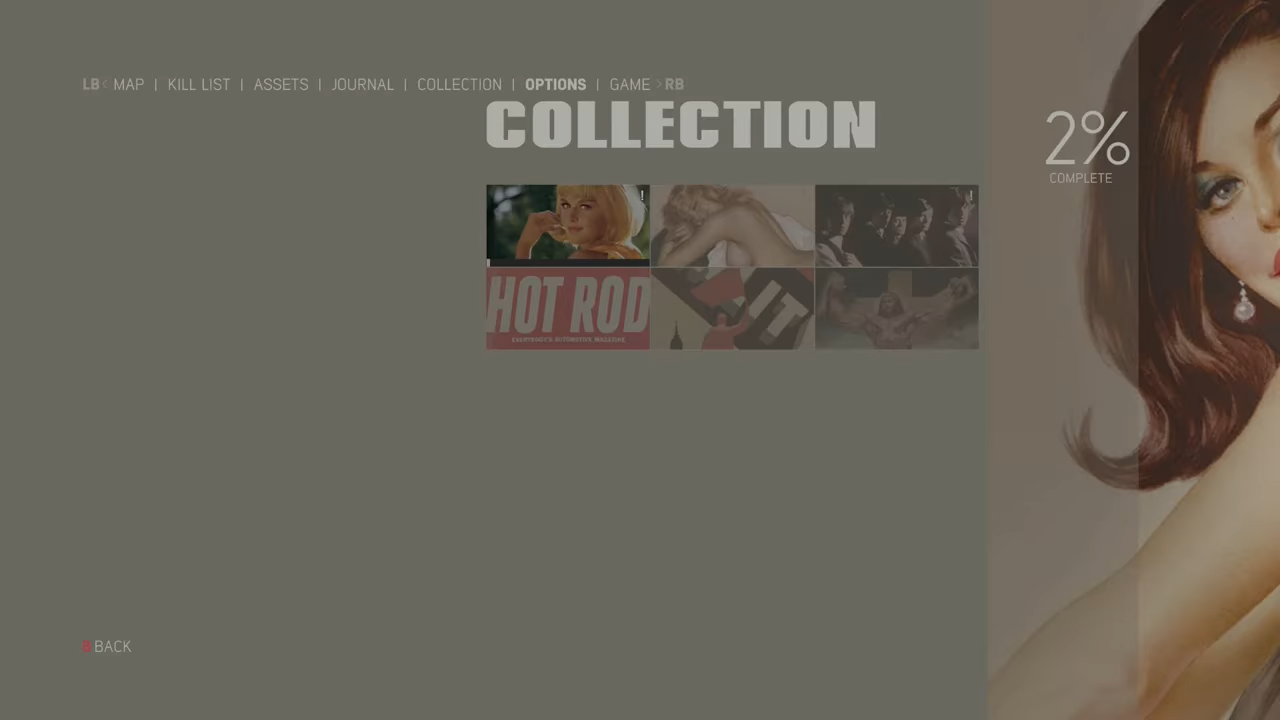 LB< MAP | KILL LIST | ASSETS | JOURNAL | COLLECTION | OPTIONS | GAME >RB
COLLECTION
2%
COMPLETE
!
!
HOT ROD
EVERYBODY'S AUTOMOTIVE MAGAZINE
IT
B BACK